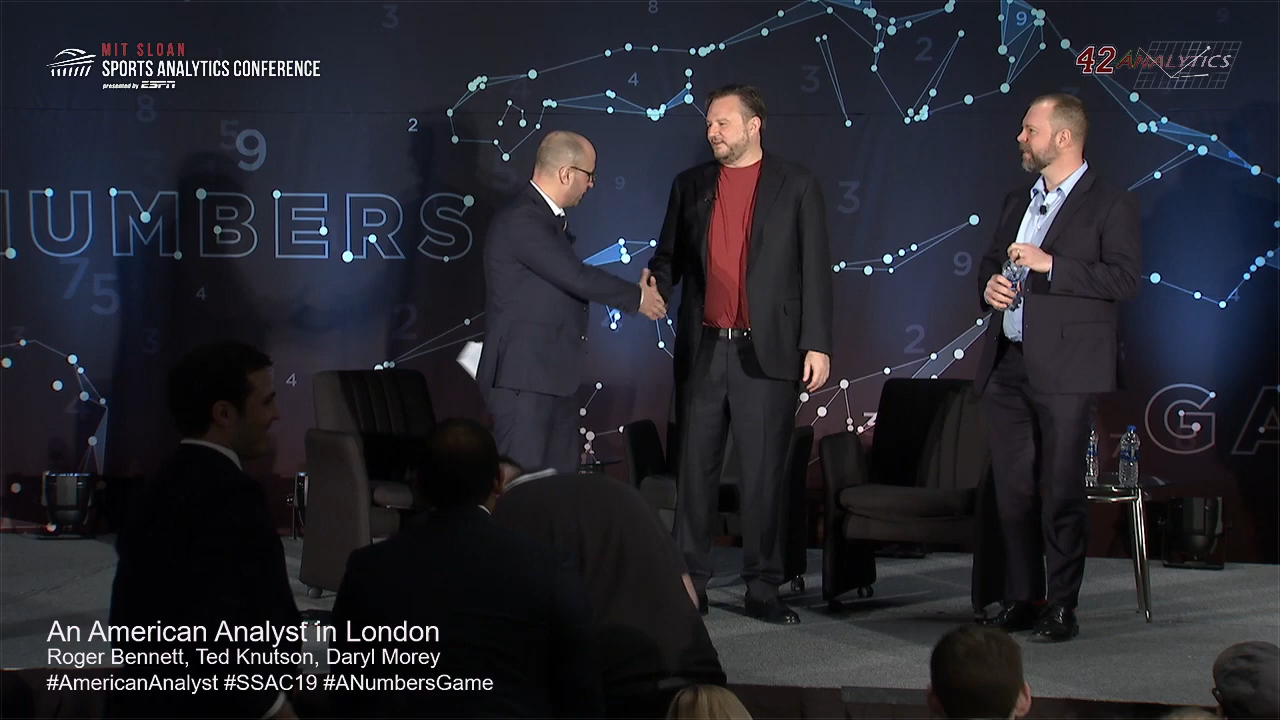 MIT SLOAN
SPORTS ANALYTICS CONFERENCE
presented by ESPN
42 ANALYTICS
NUMBERS
GA
An American Analyst in London
Roger Bennett, Ted Knutson, Daryl Morey
#AmericanAnalyst #SSAC19 #ANumbersGame